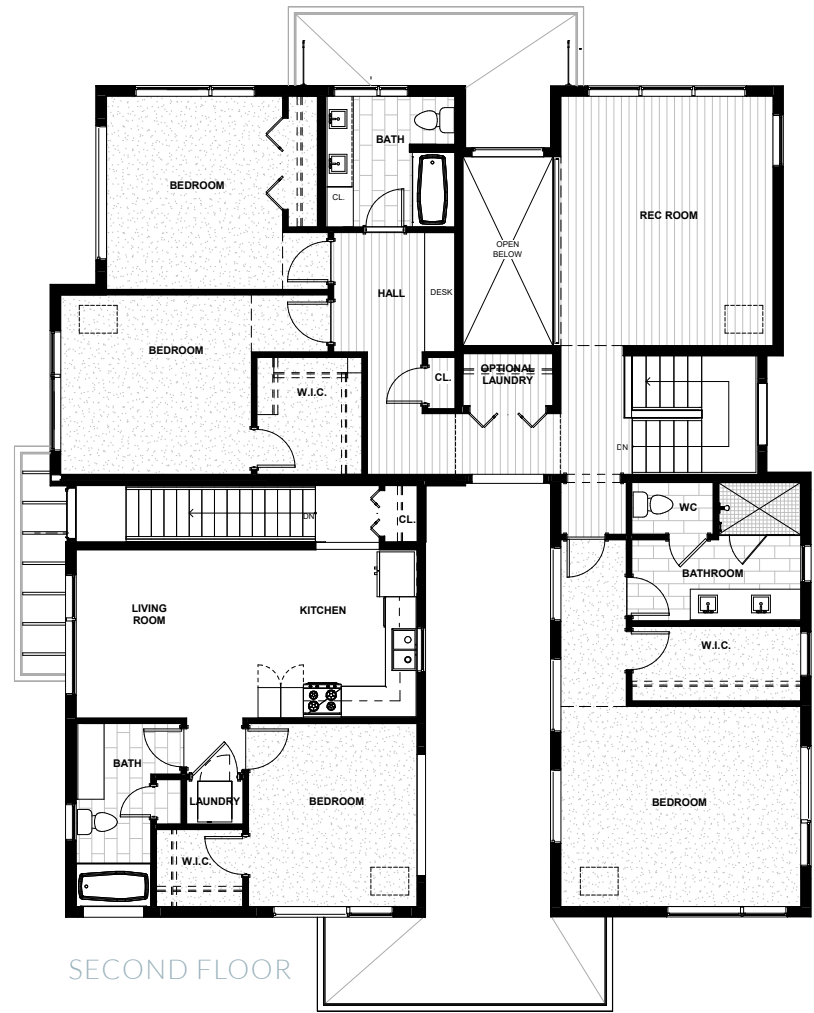 BATH
BEDROOM
CL.
REC ROOM
OPEN
BELOW
HALL
DESK
BEDROOM
W.I.C.
CL.
OPTIONAL
LAUNDRY
DN
DN
CL.
WC
BATHROOM
LIVING
ROOM
KITCHEN
W.I.C.
BATH
LAUNDRY
BEDROOM
BEDROOM
W.I.C.
SECOND FLOOR